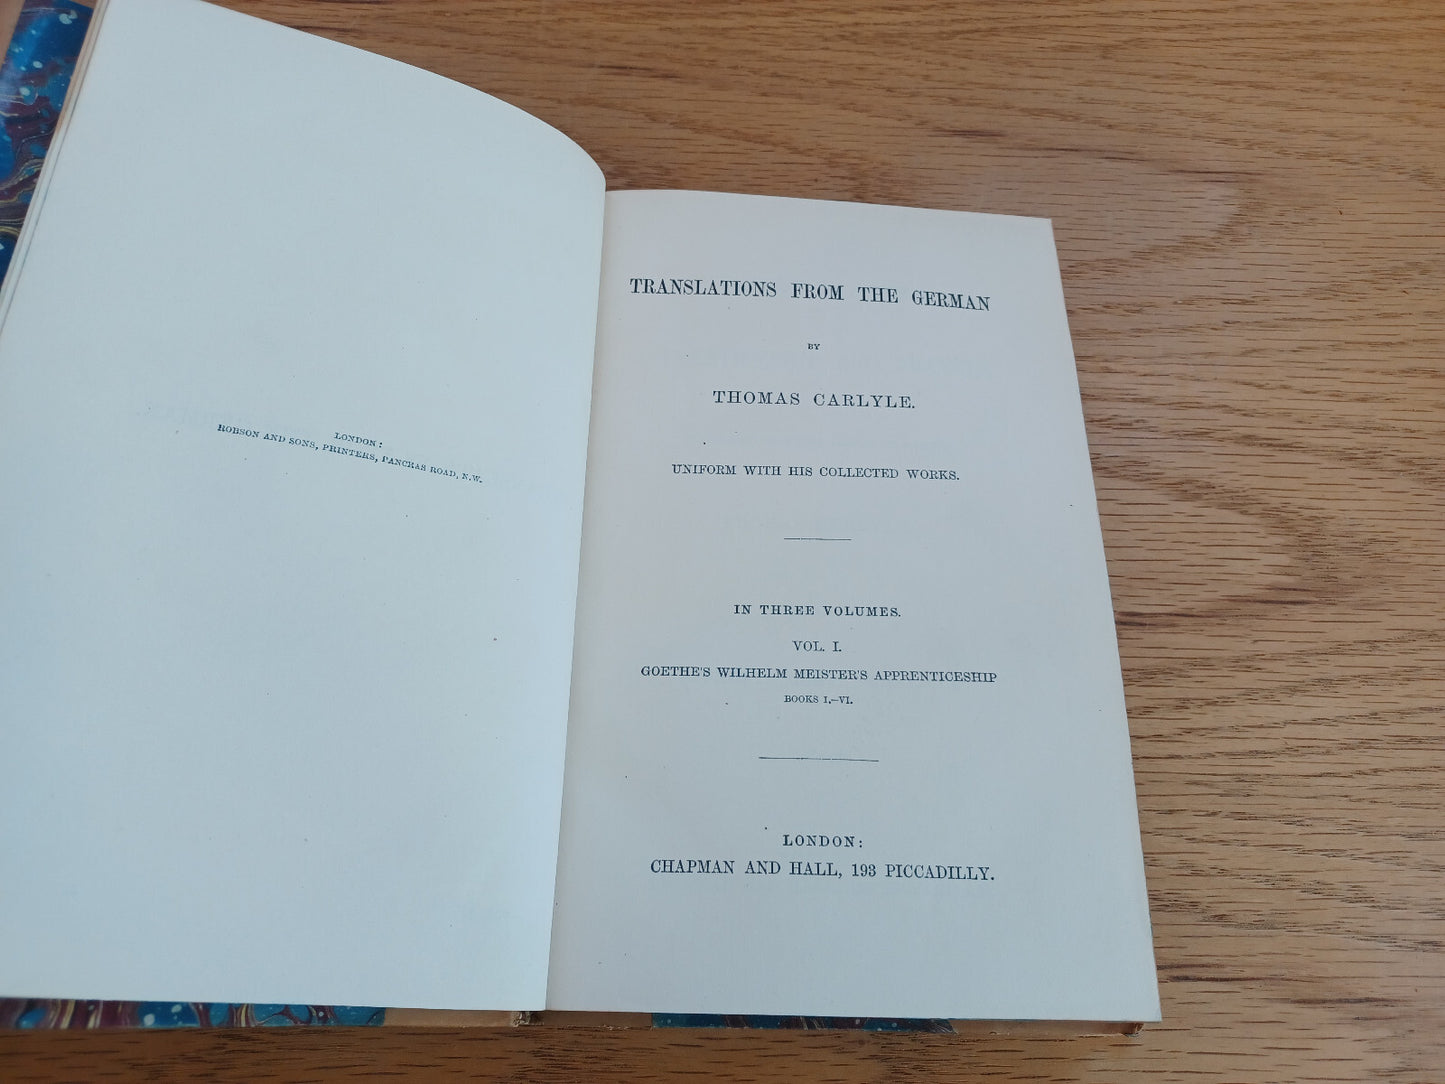 LONDON:
ROBSON AND SONS, PRINTERS, PANCRAS ROAD, N.W.
TRANSLATIONS FROM THE GERMAN
BY
THOMAS CARLYLE.
UNIFORM WITH HIS COLLECTED WORKS.
IN THREE VOLUMES.
VOL. I.
GOETHE'S WILHELM MEISTER'S APPRENTICESHIP
BOOKS I.–VI.
LONDON:
CHAPMAN AND HALL, 193 PICCADILLY.